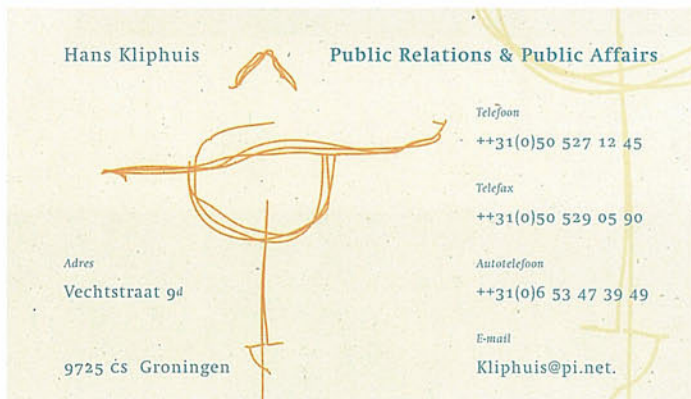 Hans Kliphuis
Public Relations & Public Affairs
Telefoon
++31(0)50 527 12 45
Telefax
++31(0)50 529 05 90
Adres
Vechtstraat 9d
Autotelefoon
++31(0)6 53 47 39 49
9725 CS Groningen
E-mail
Kliphuis@pi.net.